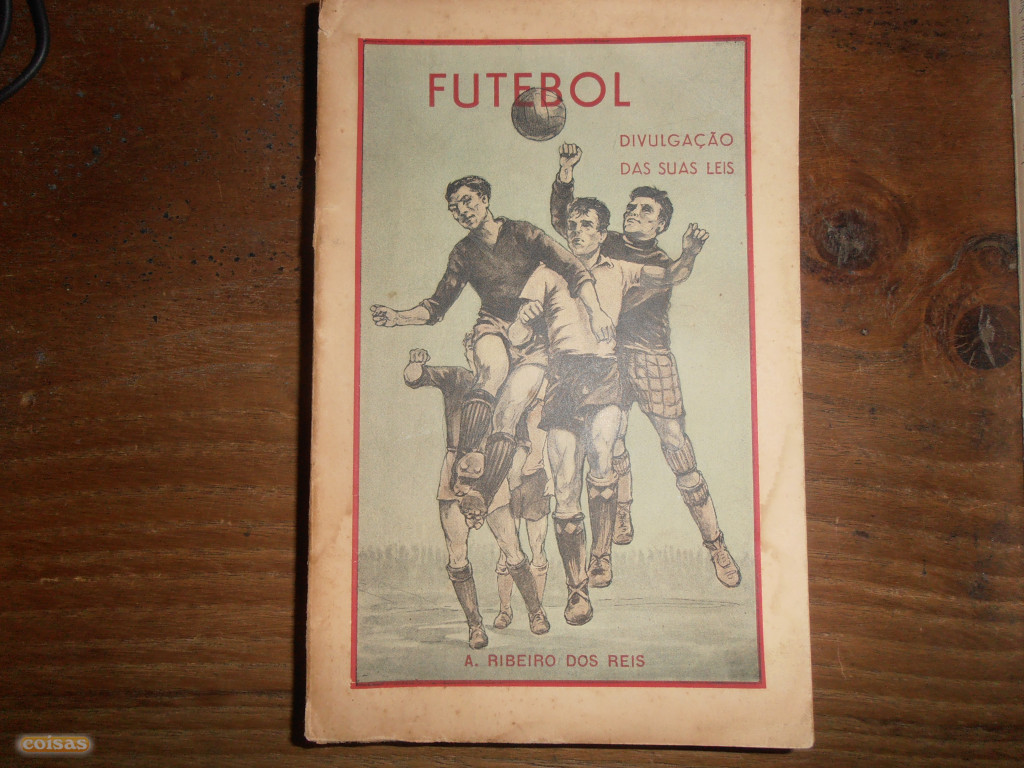 FUTEBOL
DIVULGAÇÃO
DAS SUAS LEIS
A. RIBEIRO DOS REIS
coisas